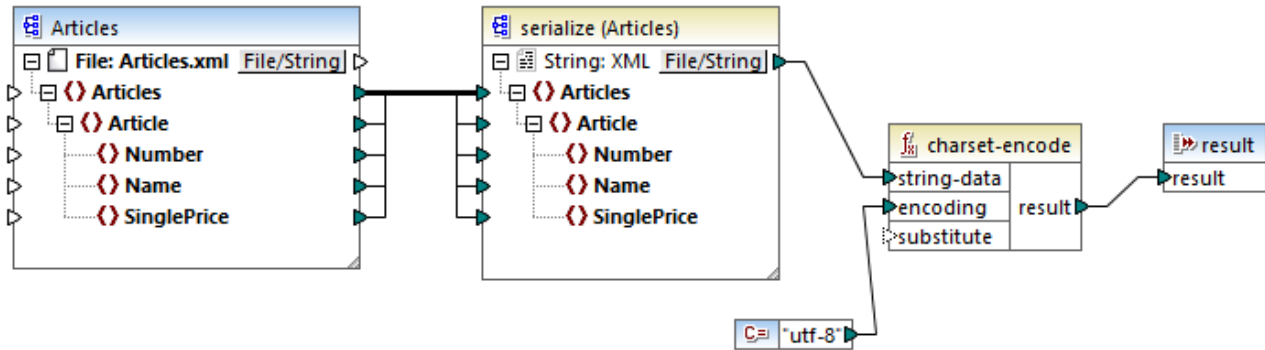 Articles
File: Articles.xml File/String
Articles
Article
Number
Name
SinglePrice
serialize (Articles)
String: XML File/String
Articles
Article
Number
Name
SinglePrice
charset-encode
string-data
encoding
substitute
result
result
result
C= "utf-8"